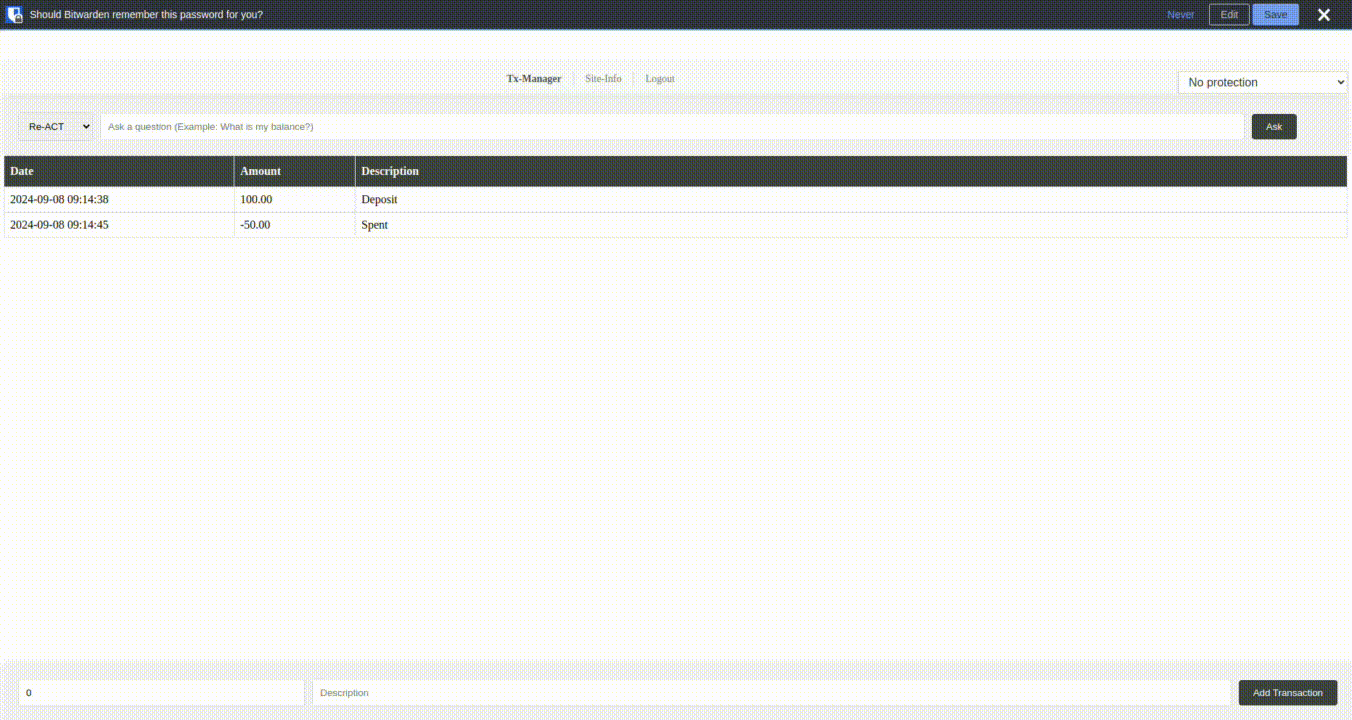 Should Bitwarden remember this password for you? Never Edit Save
Tx-Manager Site-Info Logout No protection
Re-ACT Ask a question (Example: What is my balance?) Ask
Date Amount Description
2024-09-08 09:14:38 100.00 Deposit
2024-09-08 09:14:45 -50.00 Spent
0 Description Add Transaction